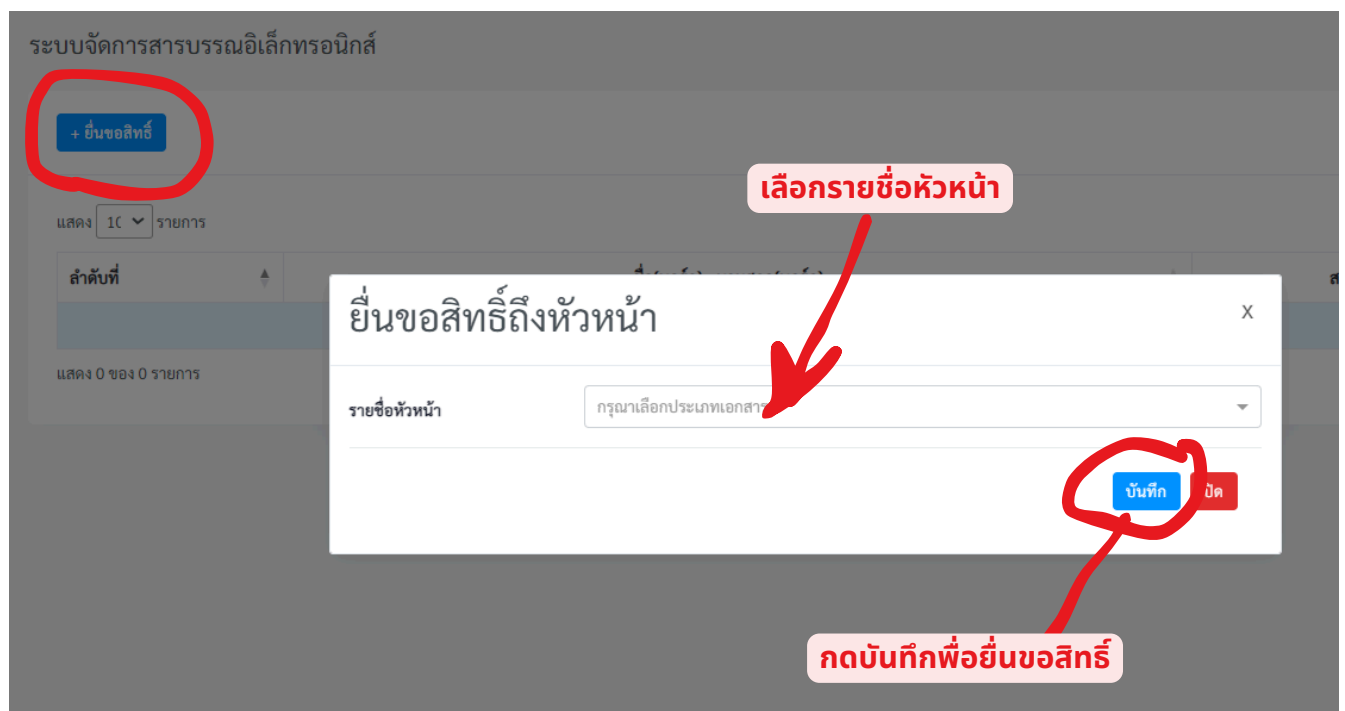 ระบบจัดการสารบรรณอิเล็กทรอนิกส์
+ ยื่นขอสิทธิ์
เลือกรายชื่อหัวหน้า
แสดง 10 รายการ
ลำดับที่
ยื่นขอสิทธิ์ถึงหัวหน้า
X
แสดง 0 ของ 0 รายการ
รายชื่อหัวหน้า
กรุณาเลือกประเภทเอกสาร
บันทึก
ปิด
กดบันทึกพื่อยื่นขอสิทธิ์